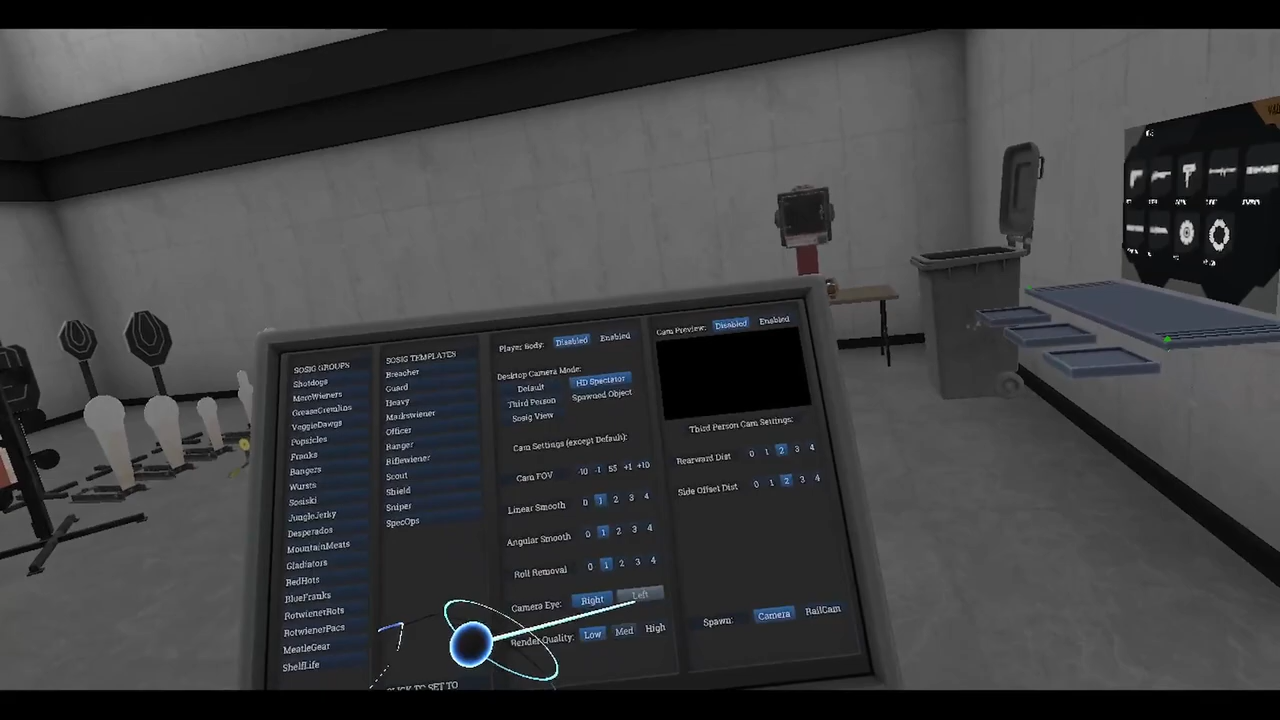 SOSIG GROUPS
Shotdogs
MercWieners
GreaseGremlins
VeggieDawgs
Popsicles
Franks
Bangers
Wursts
Sosiski
JungleJerky
Desperados
MountainMeats
Gladiators
RedHots
BlueFranks
RotwienerRots
RotwienerPacs
MeatleGear
ShelfLife
SOSIG TEMPLATES
Breacher
Guard
Heavy
Markswiener
Officer
Ranger
Riflewiener
Scout
Shield
Sniper
SpecOps
CLICK TO SET TO
Player Body: Disabled Enabled
Desktop Camera Mode:
Default HD Spectator
Third Person Spawned Object
Sosig View
Cam Settings (except Default):
Cam FOV -10 -1 55 +1 +10
Linear Smooth 0 1 2 3 4
Angular Smooth 0 1 2 3 4
Roll Removal 0 1 2 3 4
Camera Eye: Right Left
Render Quality: Low Med High
Cam Preview: Disabled Enabled
Third Person Cam Settings:
Rearward Dist 0 1 2 3 4
Side Offset Dist 0 1 2 3 4
Spawn: Camera RailCam